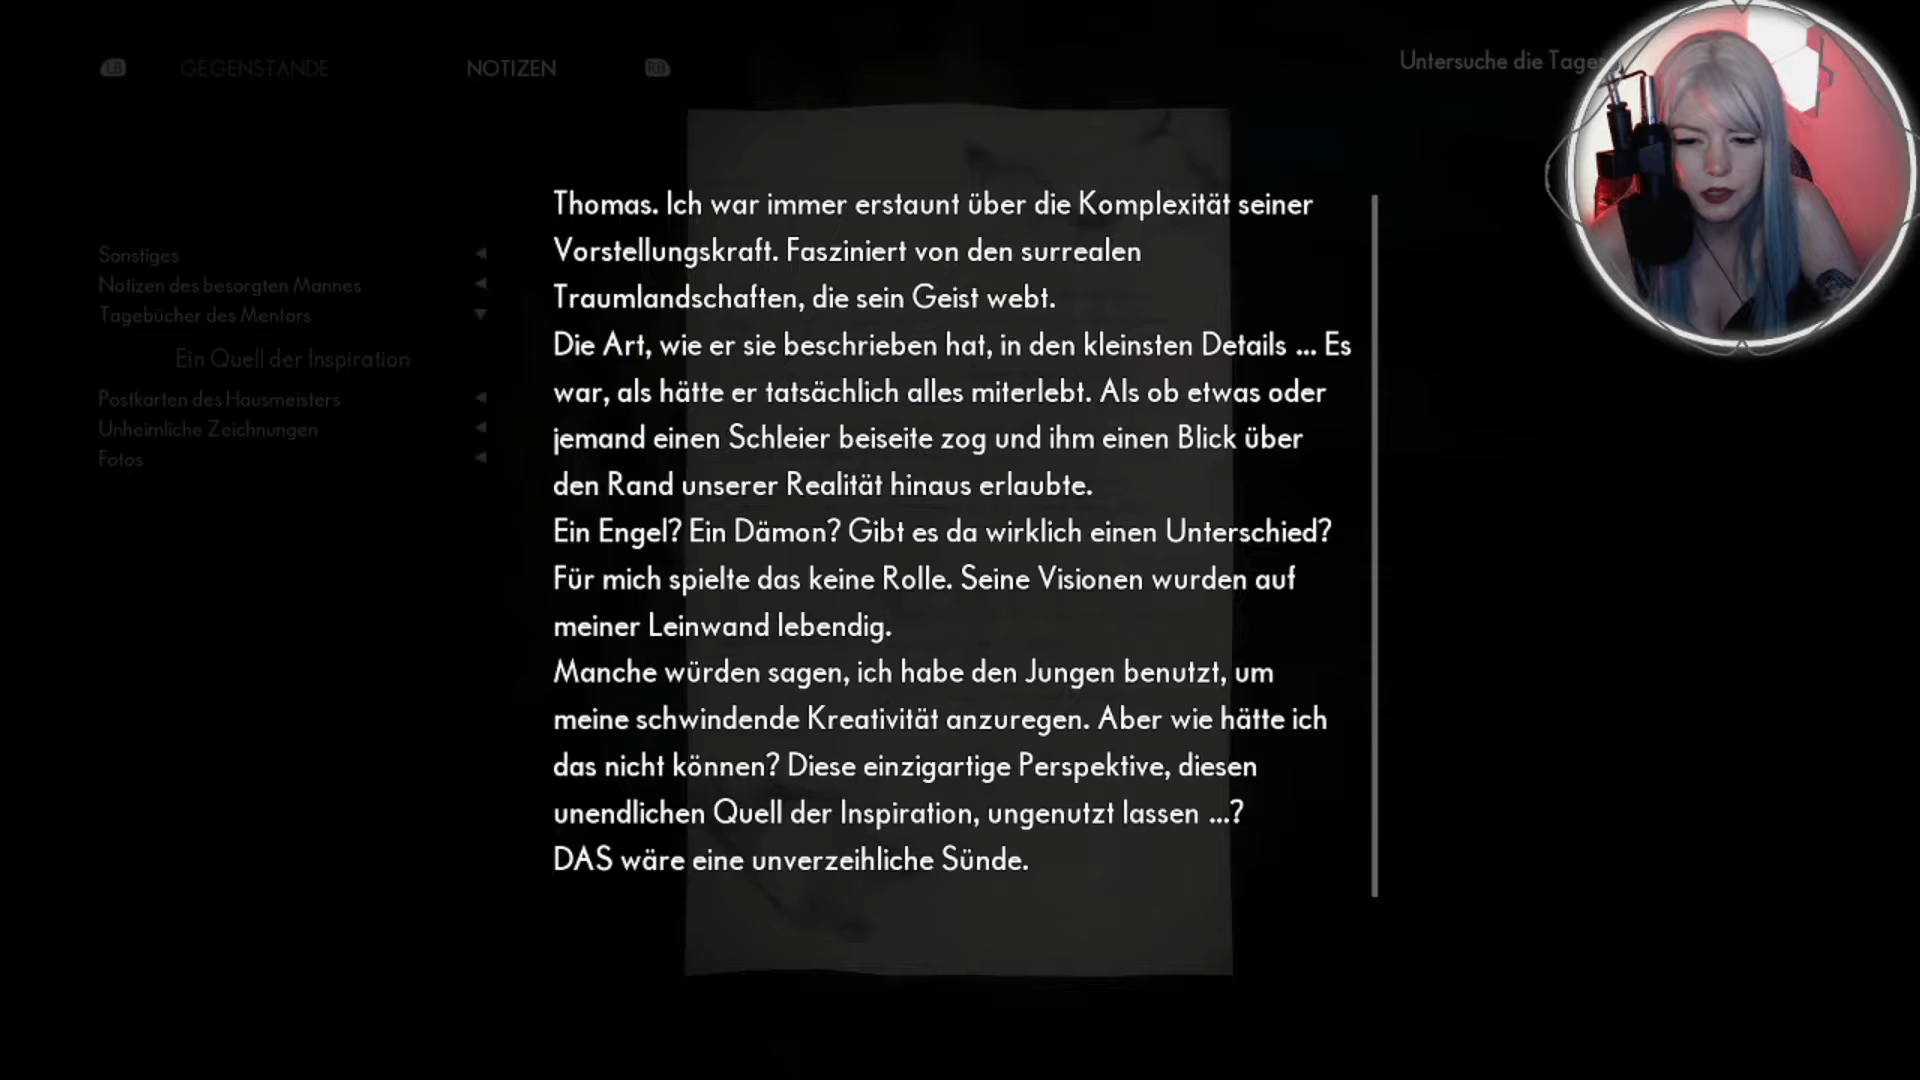 LB GEGENSTÄNDE NOTIZEN RB
Untersuche die Tages
Sonstiges
Notizen des besorgten Mannes
Tagebücher des Mentors
Ein Quell der Inspiration
Postkarten des Hausmeisters
Unheimliche Zeichnungen
Fotos
Thomas. Ich war immer erstaunt über die Komplexität seiner
Vorstellungskraft. Fasziniert von den surrealen
Traumlandschaften, die sein Geist webt.
Die Art, wie er sie beschrieben hat, in den kleinsten Details ... Es
war, als hätte er tatsächlich alles miterlebt. Als ob etwas oder
jemand einen Schleier beiseite zog und ihm einen Blick über
den Rand unserer Realität hinaus erlaubte.
Ein Engel? Ein Dämon? Gibt es da wirklich einen Unterschied?
Für mich spielte das keine Rolle. Seine Visionen wurden auf
meiner Leinwand lebendig.
Manche würden sagen, ich habe den Jungen benutzt, um
meine schwindende Kreativität anzuregen. Aber wie hätte ich
das nicht können? Diese einzigartige Perspektive, diesen
unendlichen Quell der Inspiration, ungenutzt lassen ...?
DAS wäre eine unverzeihliche Sünde.